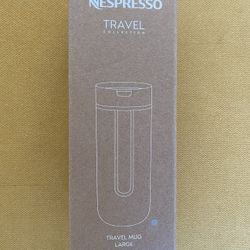 NESPRESSO
TRAVEL
COLLECTION
TRAVEL MUG
LARGE